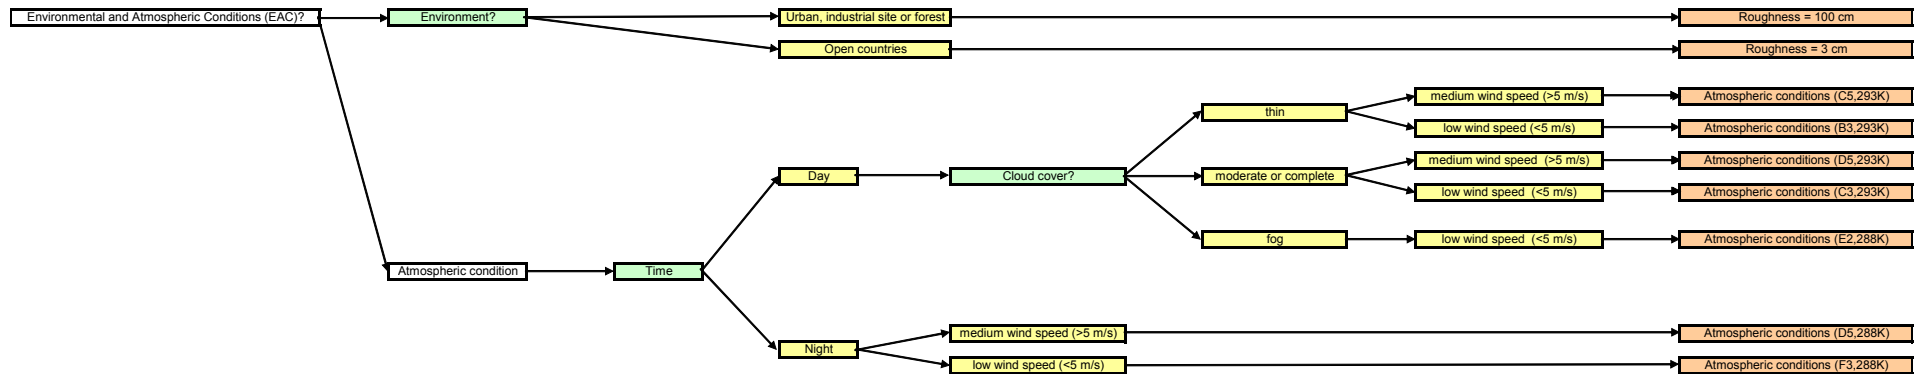 Environmental and Atmospheric Conditions (EAC)?
Environment?
Urban, industrial site or forest
Roughness = 100 cm
Open countries
Roughness = 3 cm
medium wind speed (>5 m/s)
Atmospheric conditions (C5,293K)
thin
low wind speed (<5 m/s)
Atmospheric conditions (B3,293K)
medium wind speed (>5 m/s)
Atmospheric conditions (D5,293K)
Day
Cloud cover?
moderate or complete
low wind speed (<5 m/s)
Atmospheric conditions (C3,293K)
fog
low wind speed (<5 m/s)
Atmospheric conditions (E2,288K)
Atmospheric condition
Time
medium wind speed (>5 m/s)
Atmospheric conditions (D5,288K)
Night
low wind speed (<5 m/s)
Atmospheric conditions (F3,288K)